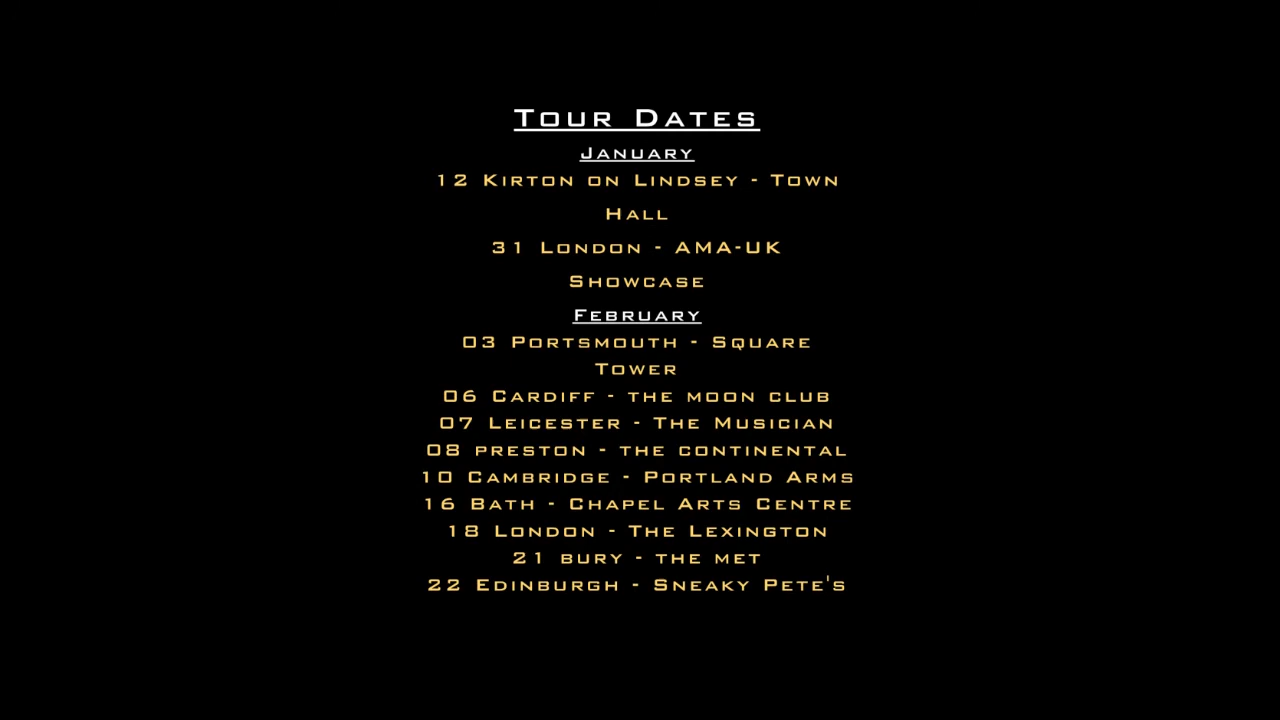 Tour Dates
January
12 Kirton on Lindsey - Town
Hall
31 London - AMA-UK
Showcase
February
03 Portsmouth - Square
Tower
06 Cardiff - the moon club
07 Leicester - The Musician
08 preston - the continental
10 Cambridge - Portland Arms
16 Bath - Chapel Arts Centre
18 London - The Lexington
21 bury - the met
22 Edinburgh - Sneaky Pete's